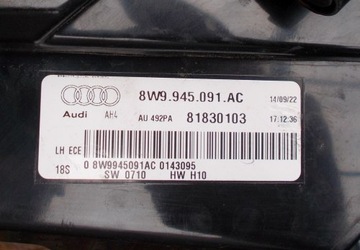 8W9.945.091.AC 14/09/22
Audi AH4 AU 492PA 81830103 17:12:36
LH ECE
0 8W9945091AC 0143095
18S SW 0710 HW H10